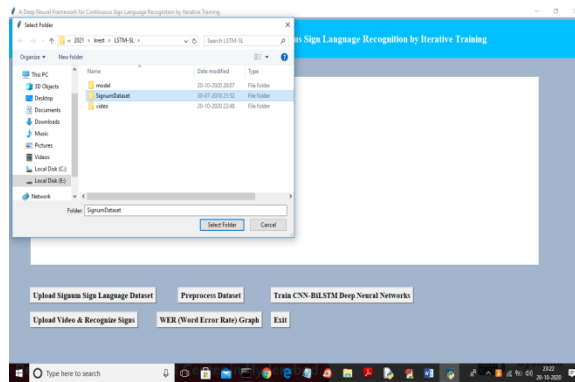 A Deep Neural Framework for Continuous Sign Language Recognition by Iterative Training
Select Folder
us Sign Language Recognition by Iterative Training
« 2021 › knest › LSTM-SL ›
Search LSTM-SL
Organize
New folder
Name
Date modified
Type
This PC
3D Objects
Desktop
Documents
Downloads
Music
Pictures
Videos
Local Disk (C:)
Local Disk (E:)
Network
model
20-10-2020 20:07
File folder
SignumDataset
30-07-2018 21:52
File folder
video
20-10-2020 22:48
File folder
Folder:
SignumDataset
Select Folder
Cancel
Upload Signum Sign Language Dataset
Preprocess Dataset
Train CNN-BiLSTM Deep Neural Networks
Upload Video & Recognize Signs
WER (Word Error Rate) Graph
Exit
Type here to search
23:22
20-10-2020